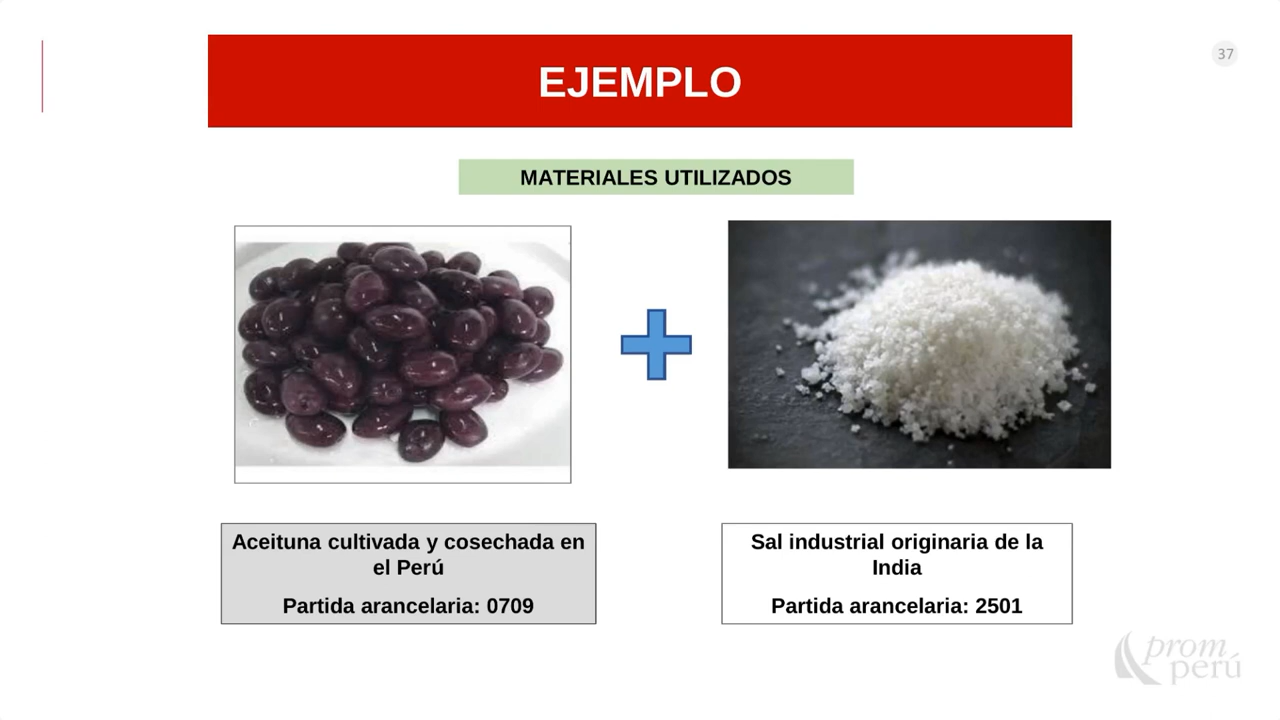 37
EJEMPLO
MATERIALES UTILIZADOS
Aceituna cultivada y cosechada en
el Perú
Partida arancelaria: 0709
Sal industrial originaria de la
India
Partida arancelaria: 2501
prom
perú